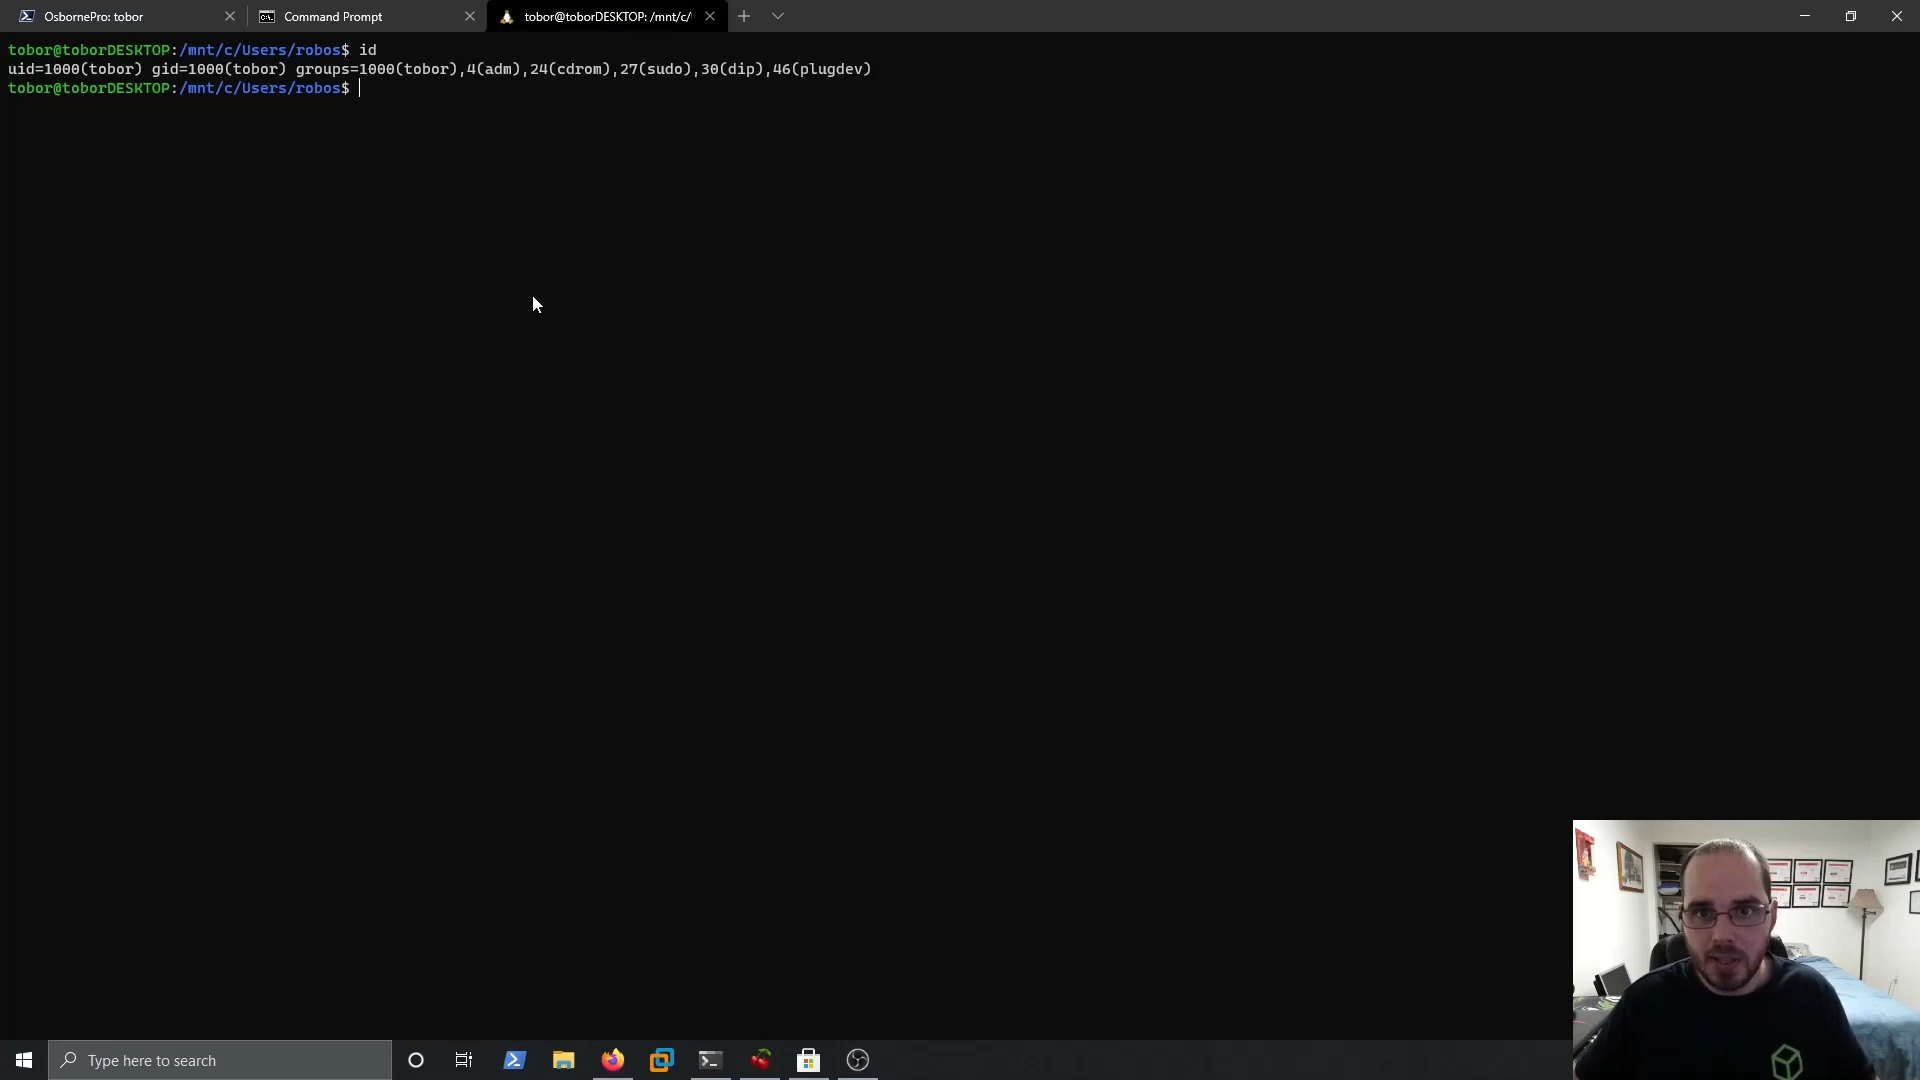 OsbornePro: tobor
Command Prompt
tobor@toborDESKTOP: /mnt/c/
tobor@toborDESKTOP:/mnt/c/Users/robos$ id
uid=1000(tobor) gid=1000(tobor) groups=1000(tobor),4(adm),24(cdrom),27(sudo),30(dip),46(plugdev)
tobor@toborDESKTOP:/mnt/c/Users/robos$
Type here to search